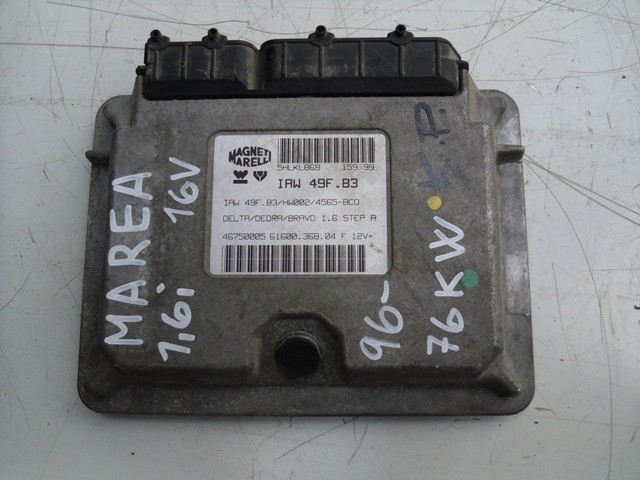 MAGNETI
MARELLI
5HLKL869 159.99
IAW 49F.B3
IAW 49F.B3/HW002/4565-BCO
DELTA/DEDRA/BRAVO 1.6 STEP A
46750005 61600.368.04 F 12V=
MAREA
16V
1,6i
96-
76KW
K.P.